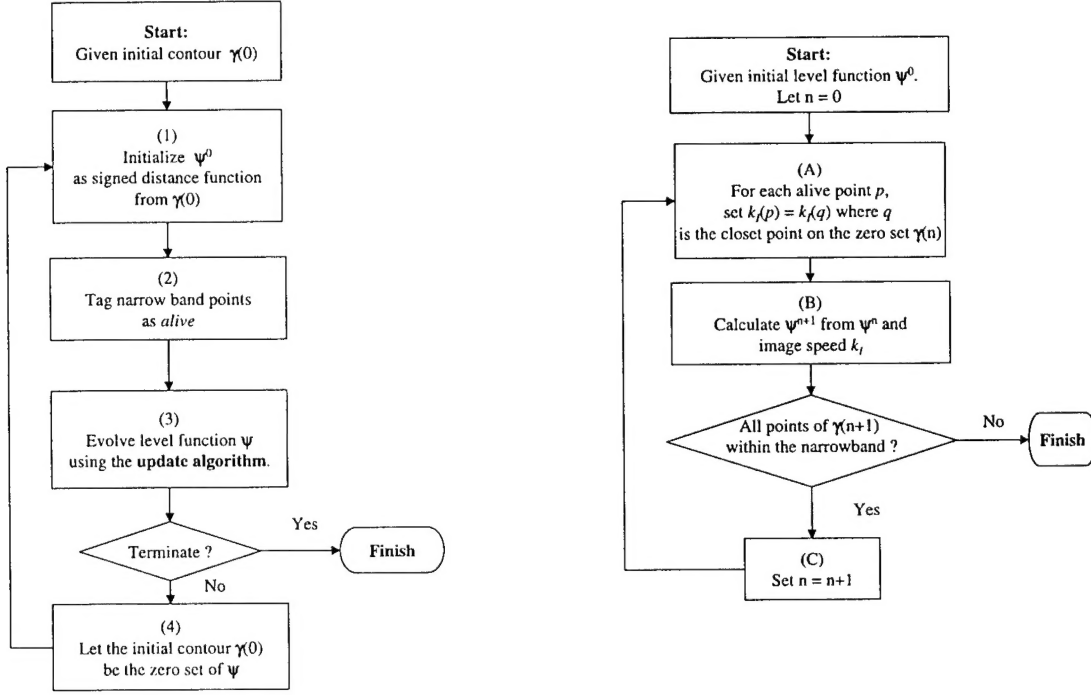 Start:
Given initial contour γ(0)
(1)
Initialize ψ⁰
as signed distance function
from γ(0)
(2)
Tag narrow band points
as alive
(3)
Evolve level function ψ
using the update algorithm.
Terminate ?
Yes
Finish
No
(4)
Let the initial contour γ(0)
be the zero set of ψ
Start:
Given initial level function ψ⁰.
Let n = 0
(A)
For each alive point p,
set k_I(p) = k_I(q) where q
is the closet point on the zero set γ(n)
(B)
Calculate ψⁿ⁺¹ from ψⁿ and
image speed k_I
All points of γ(n+1)
within the narrowband ?
No
Finish
Yes
(C)
Set n = n+1